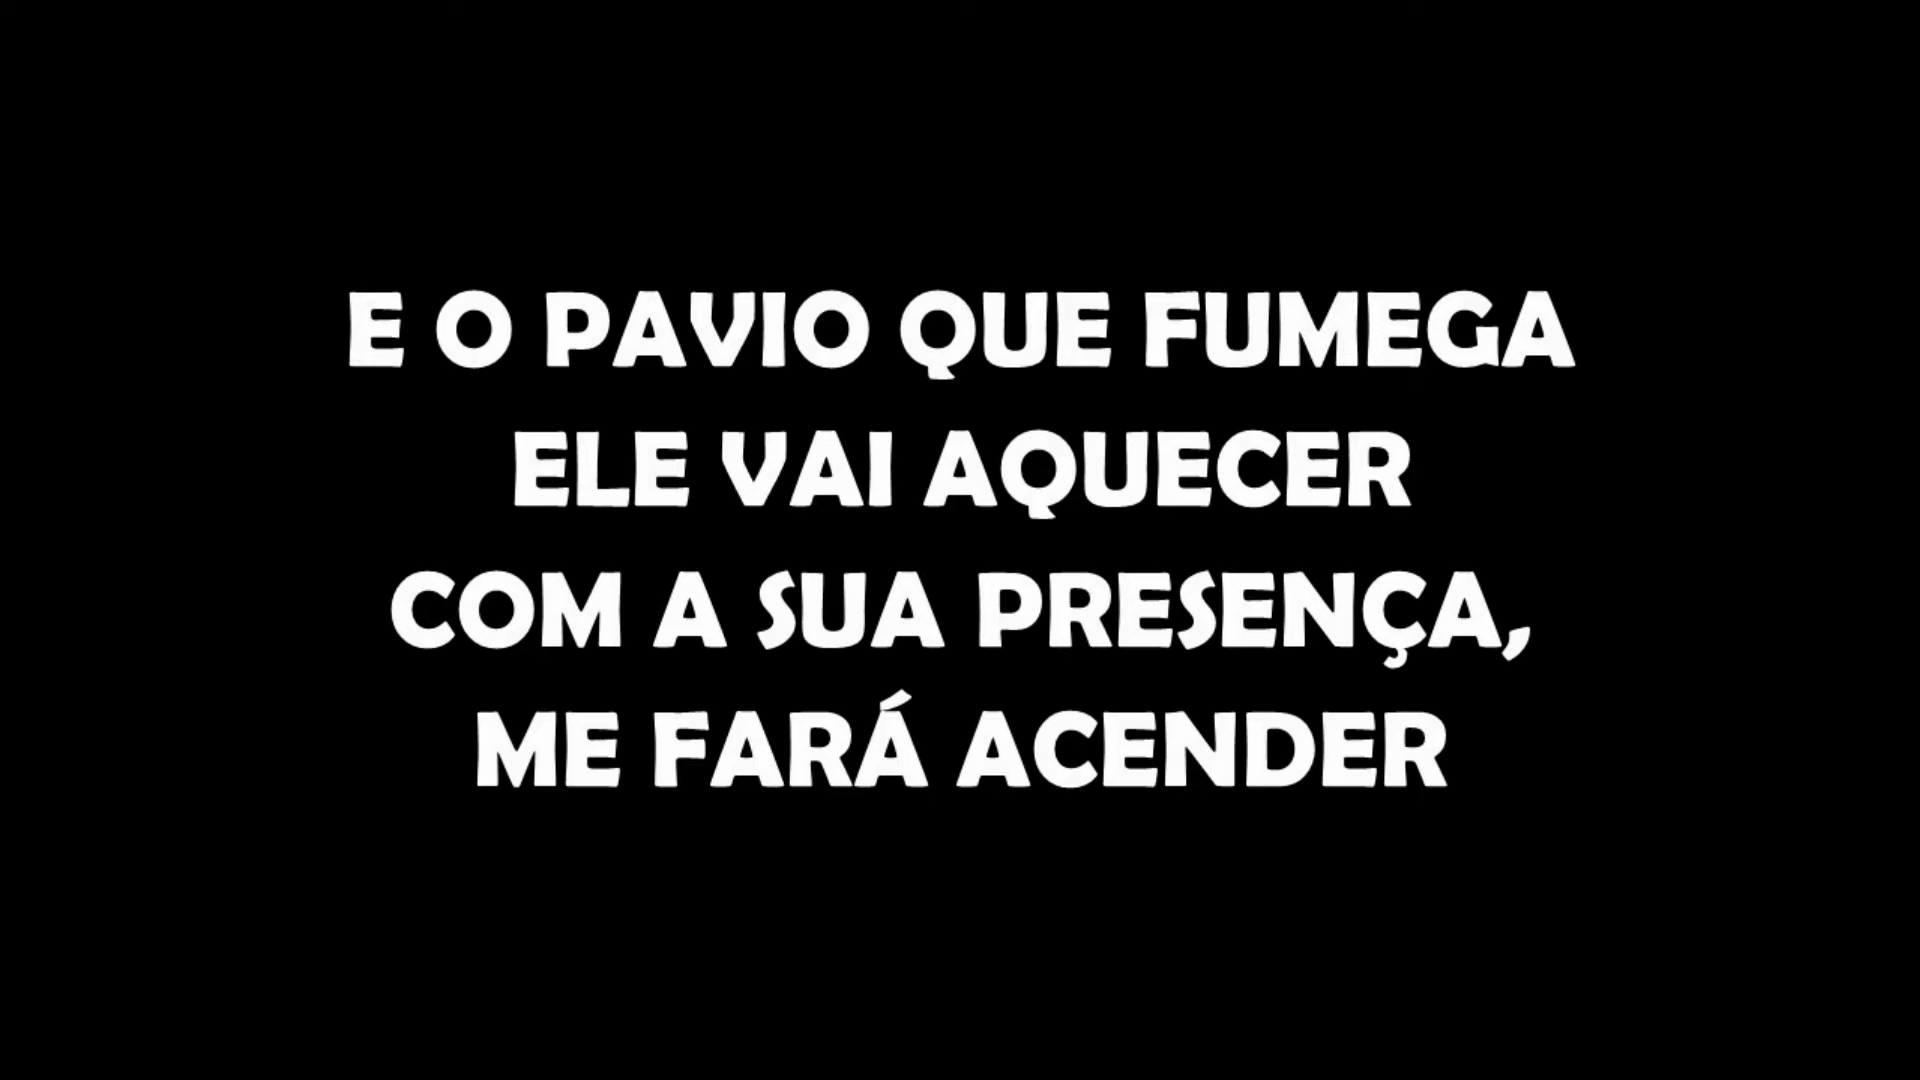 E O PAVIO QUE FUMEGA
ELE VAI AQUECER
COM A SUA PRESENÇA,
ME FARÁ ACENDER